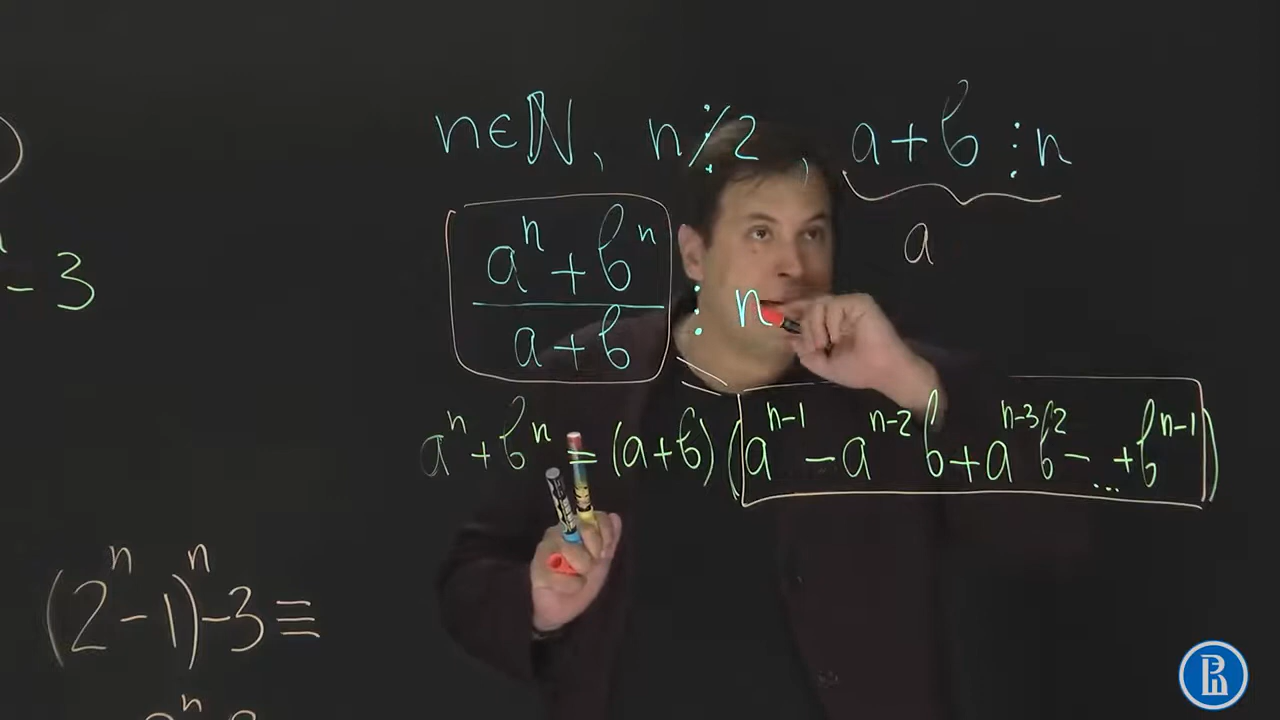 n∈ℕ, n⋮̸2, a+b⋮n
a
(aⁿ+bⁿ)/(a+b) ⋮ n
aⁿ+bⁿ=(a+b)(aⁿ⁻¹-aⁿ⁻²b+aⁿ⁻³b²-...+bⁿ⁻¹)
-3
(2ⁿ-1)ⁿ-3≡